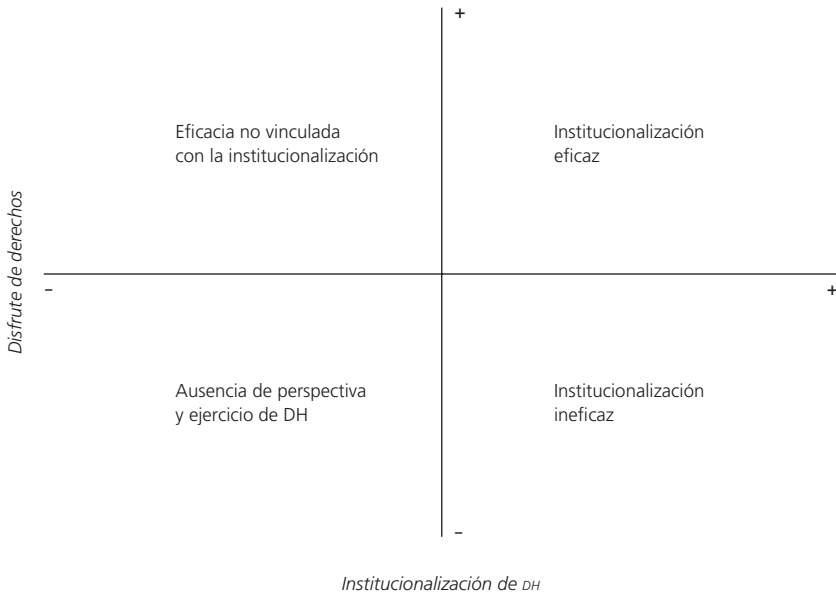 +
Eficacia no vinculada
con la institucionalización
Institucionalización
eficaz
Disfrute de derechos
-
+
Ausencia de perspectiva
y ejercicio de DH
Institucionalización
ineficaz
-
Institucionalización de DH